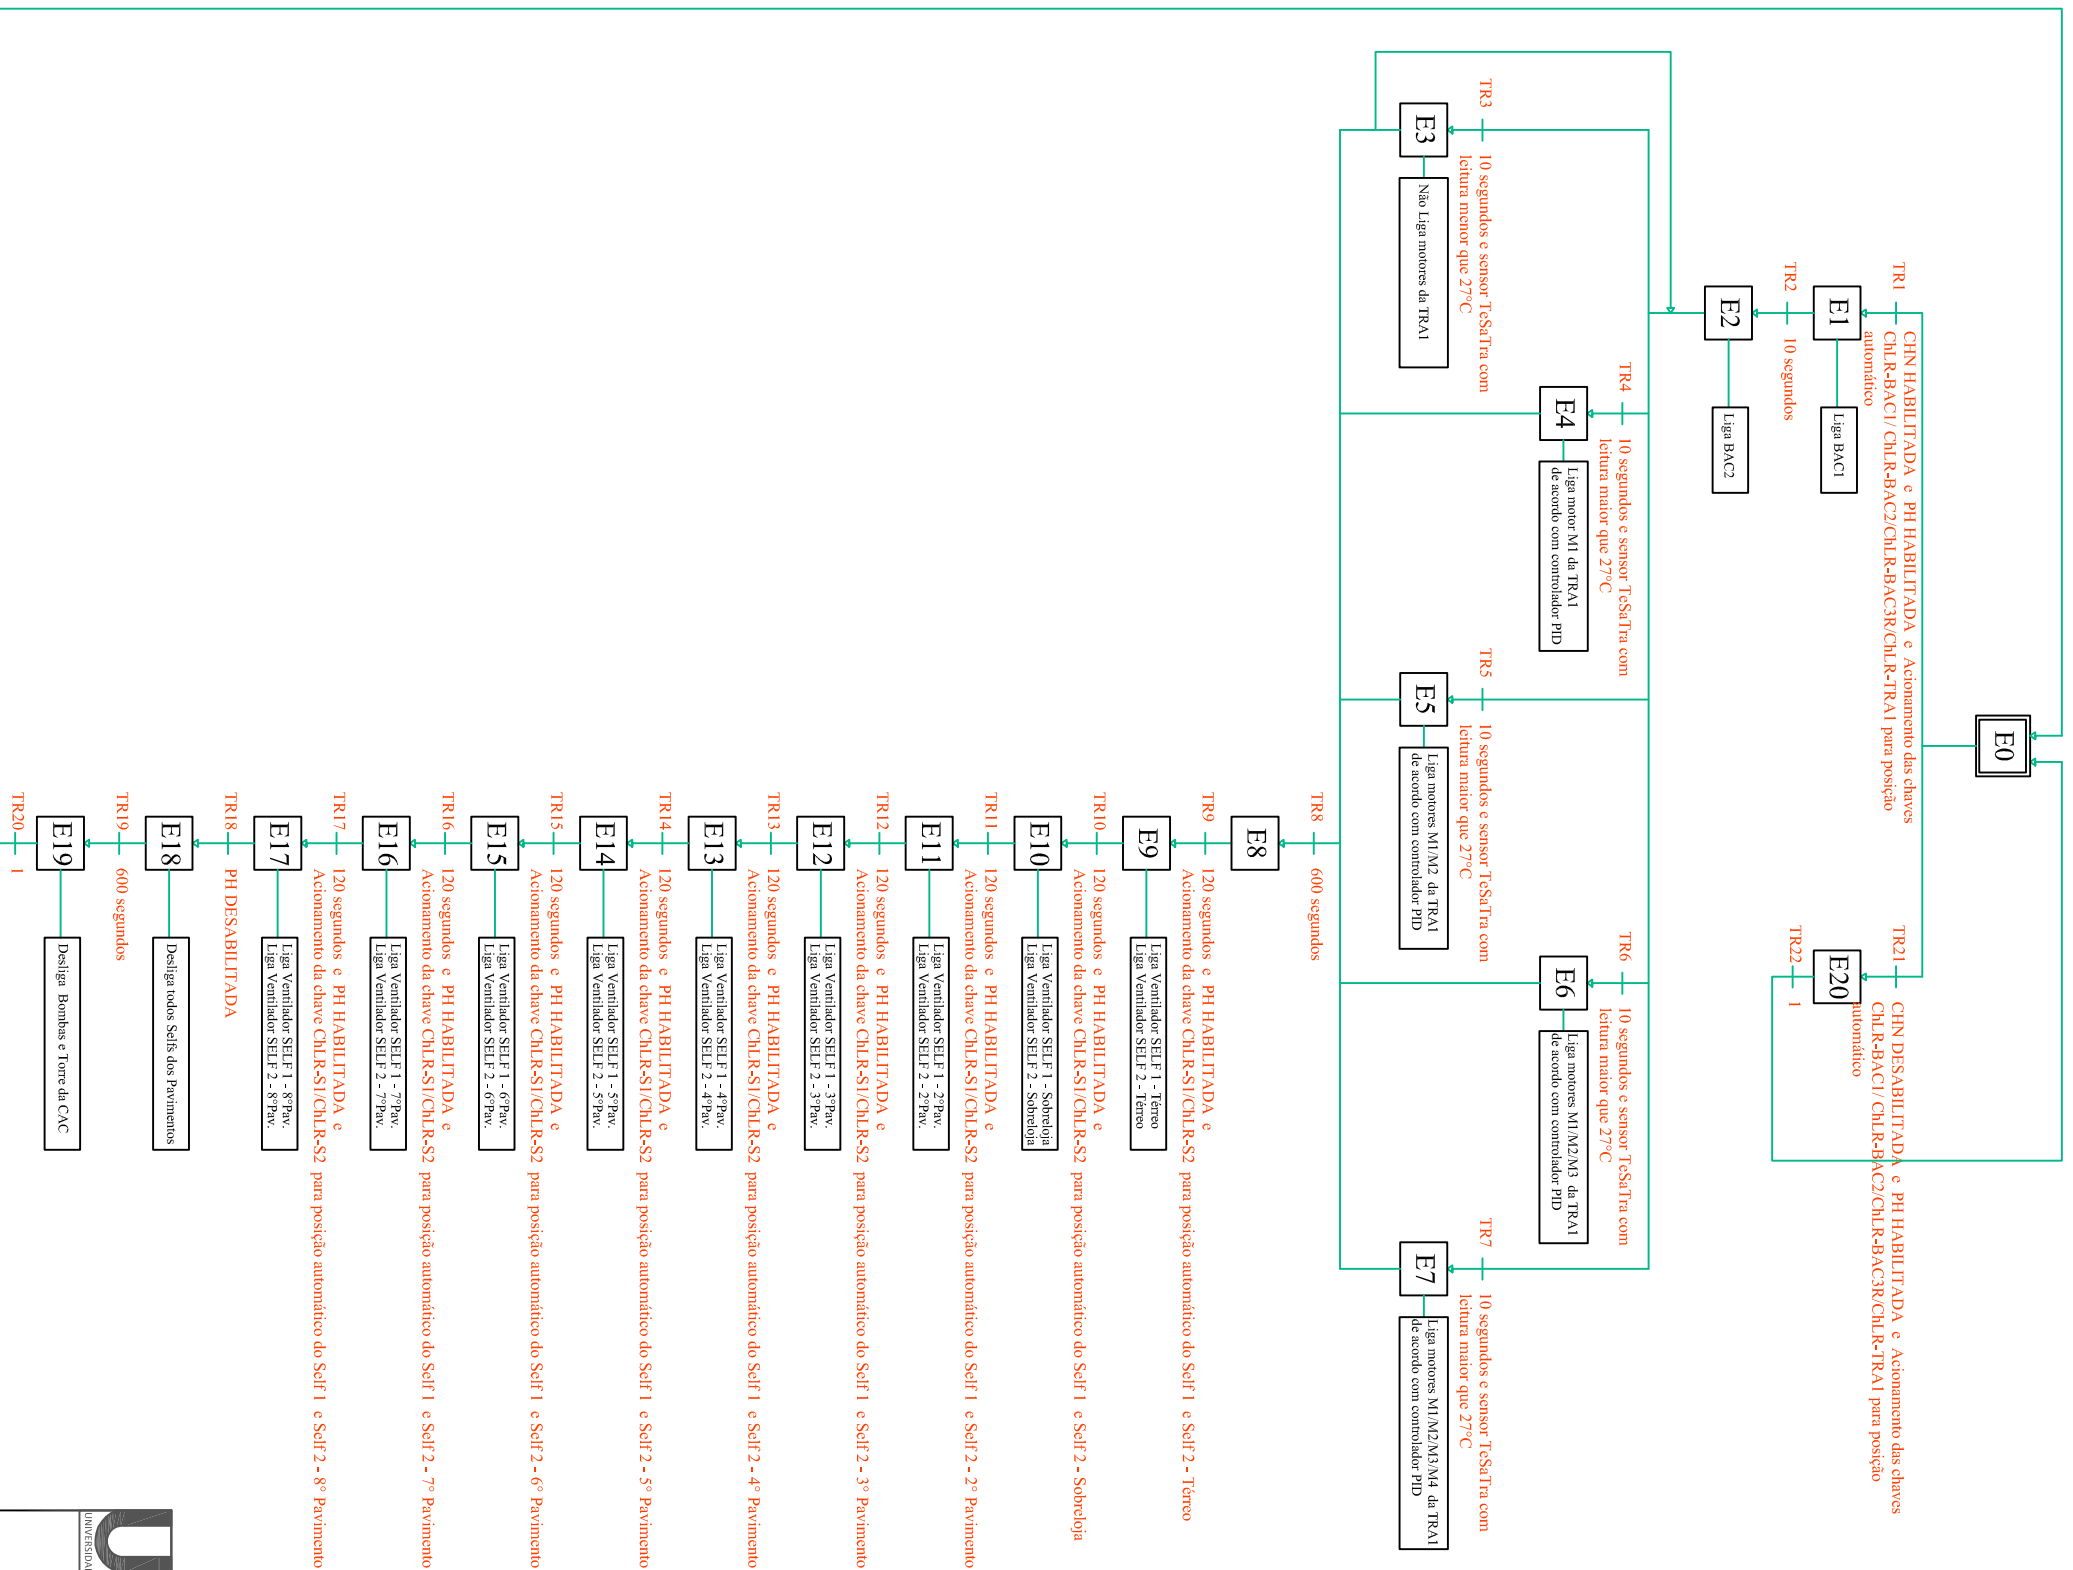 E0
TR1
CHN HABILITADA e PH HABILITADA e Acionamento das chaves
ChLR-BAC1/ ChLR-BAC2/ChLR-BAC3R/ChLR-TRA1 para posição
automático
E1
Liga BAC1
TR21
CHN DESABILITADA e PH HABILITADA e Acionamento das chaves
ChLR-BAC1/ ChLR-BAC2/ChLR-BAC3R/ChLR-TRA1 para posição
automático
E20
TR22
1
TR2
10 segundos
E2
Liga BAC2
TR3
10 segundos e sensor TeSaTra com
leitura menor que 27°C
E3
Não Liga motores da TRA1
TR4
10 segundos e sensor TeSaTra com
leitura maior que 27°C
E4
Liga motor M1 da TRA1
de acordo com controlador PID
TR5
10 segundos e sensor TeSaTra com
leitura maior que 27°C
E5
Liga motores M1/M2 da TRA1
de acordo com controlador PID
TR6
10 segundos e sensor TeSaTra com
leitura maior que 27°C
E6
Liga motores M1/M2/M3 da TRA1
de acordo com controlador PID
TR7
10 segundos e sensor TeSaTra com
leitura maior que 27°C
E7
Liga motores M1/M2/M3/M4 da TRA1
de acordo com controlador PID
TR8
600 segundos
E8
TR9
120 segundos e PH HABILITADA e
Acionamento da chave ChLR-S1/ChLR-S2 para posição automático do Self 1 e Self 2 - Térreo
E9
Liga Ventilador SELF 1 - Térreo
Liga Ventilador SELF 2 - Térreo
TR10
120 segundos e PH HABILITADA e
Acionamento da chave ChLR-S1/ChLR-S2 para posição automático do Self 1 e Self 2 - Sobreloja
E10
Liga Ventilador SELF 1 - Sobreloja
Liga Ventilador SELF 2 - Sobreloja
TR11
120 segundos e PH HABILITADA e
Acionamento da chave ChLR-S1/ChLR-S2 para posição automático do Self 1 e Self 2 - 2° Pavimento
E11
Liga Ventilador SELF 1 - 2°Pav.
Liga Ventilador SELF 2 - 2°Pav.
TR12
120 segundos e PH HABILITADA e
Acionamento da chave ChLR-S1/ChLR-S2 para posição automático do Self 1 e Self 2 - 3° Pavimento
E12
Liga Ventilador SELF 1 - 3°Pav.
Liga Ventilador SELF 2 - 3°Pav.
TR13
120 segundos e PH HABILITADA e
Acionamento da chave ChLR-S1/ChLR-S2 para posição automático do Self 1 e Self 2 - 4° Pavimento
E13
Liga Ventilador SELF 1 - 4°Pav.
Liga Ventilador SELF 2 - 4°Pav.
TR14
120 segundos e PH HABILITADA e
Acionamento da chave ChLR-S1/ChLR-S2 para posição automático do Self 1 e Self 2 - 5° Pavimento
E14
Liga Ventilador SELF 1 - 5°Pav.
Liga Ventilador SELF 2 - 5°Pav.
TR15
120 segundos e PH HABILITADA e
Acionamento da chave ChLR-S1/ChLR-S2 para posição automático do Self 1 e Self 2 - 6° Pavimento
E15
Liga Ventilador SELF 1 - 6°Pav.
Liga Ventilador SELF 2 - 6°Pav.
TR16
120 segundos e PH HABILITADA e
Acionamento da chave ChLR-S1/ChLR-S2 para posição automático do Self 1 e Self 2 - 7° Pavimento
E16
Liga Ventilador SELF 1 - 7°Pav.
Liga Ventilador SELF 2 - 7°Pav.
TR17
120 segundos e PH HABILITADA e
Acionamento da chave ChLR-S1/ChLR-S2 para posição automático do Self 1 e Self 2 - 8° Pavimento
E17
Liga Ventilador SELF 1 - 8°Pav.
Liga Ventilador SELF 2 - 8°Pav.
TR18
PH DESABILITADA
E18
Desliga todos Selfs dos Pavimentos
TR19
600 segundos
E19
Desliga Bombas e Torre da CAC
TR20
1